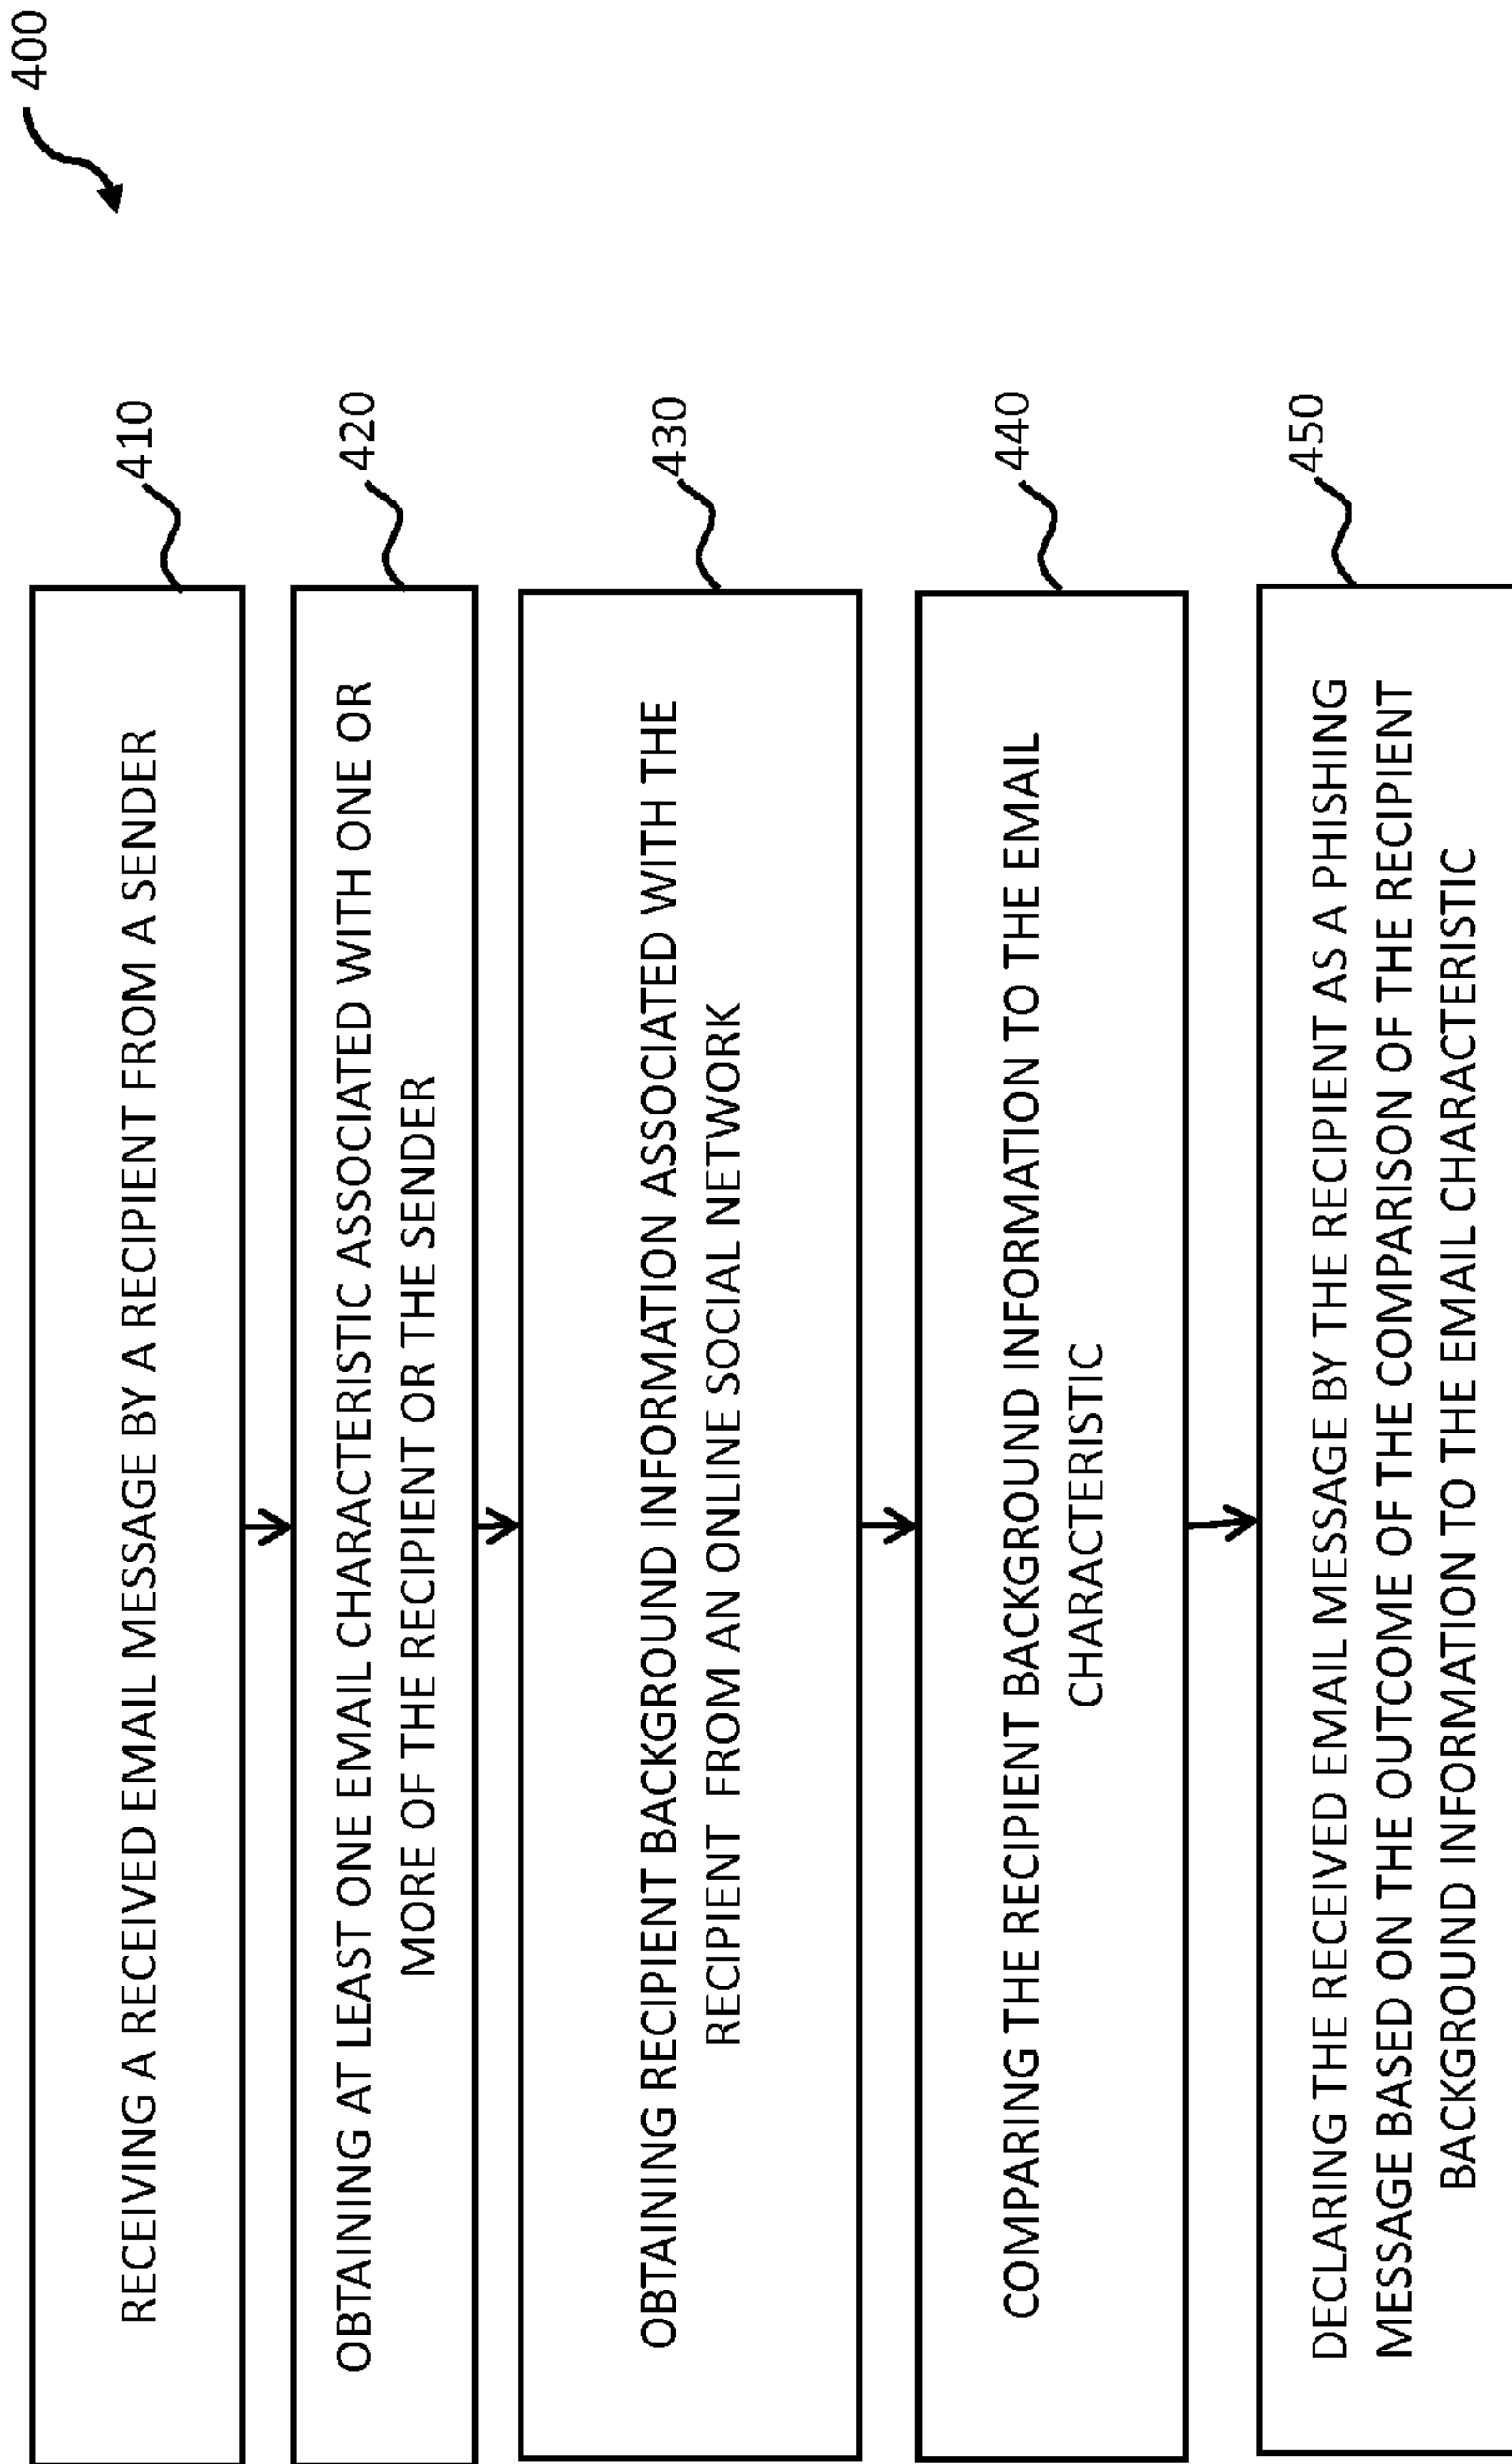 400
410
RECEIVING A RECEIVED EMAIL MESSAGE BY A RECIPIENT FROM A SENDER
420
OBTAINING AT LEAST ONE EMAIL CHARACTERISTIC ASSOCIATED WITH ONE OR
MORE OF THE RECIPIENT OR THE SENDER
430
OBTAINING RECIPIENT BACKGROUND INFORMATION ASSOCIATED WITH THE
RECIPIENT FROM AN ONLINE SOCIAL NETWORK
440
COMPARING THE RECIPIENT BACKGROUND INFORMATION TO THE EMAIL
CHARACTERISTIC
450
DECLARING THE RECEIVED EMAIL MESSAGE BY THE RECIPIENT AS A PHISHING
MESSAGE BASED ON THE OUTCOME OF THE COMPARISON OF THE RECIPIENT
BACKGROUND INFORMATION TO THE EMAIL CHARACTERISTIC